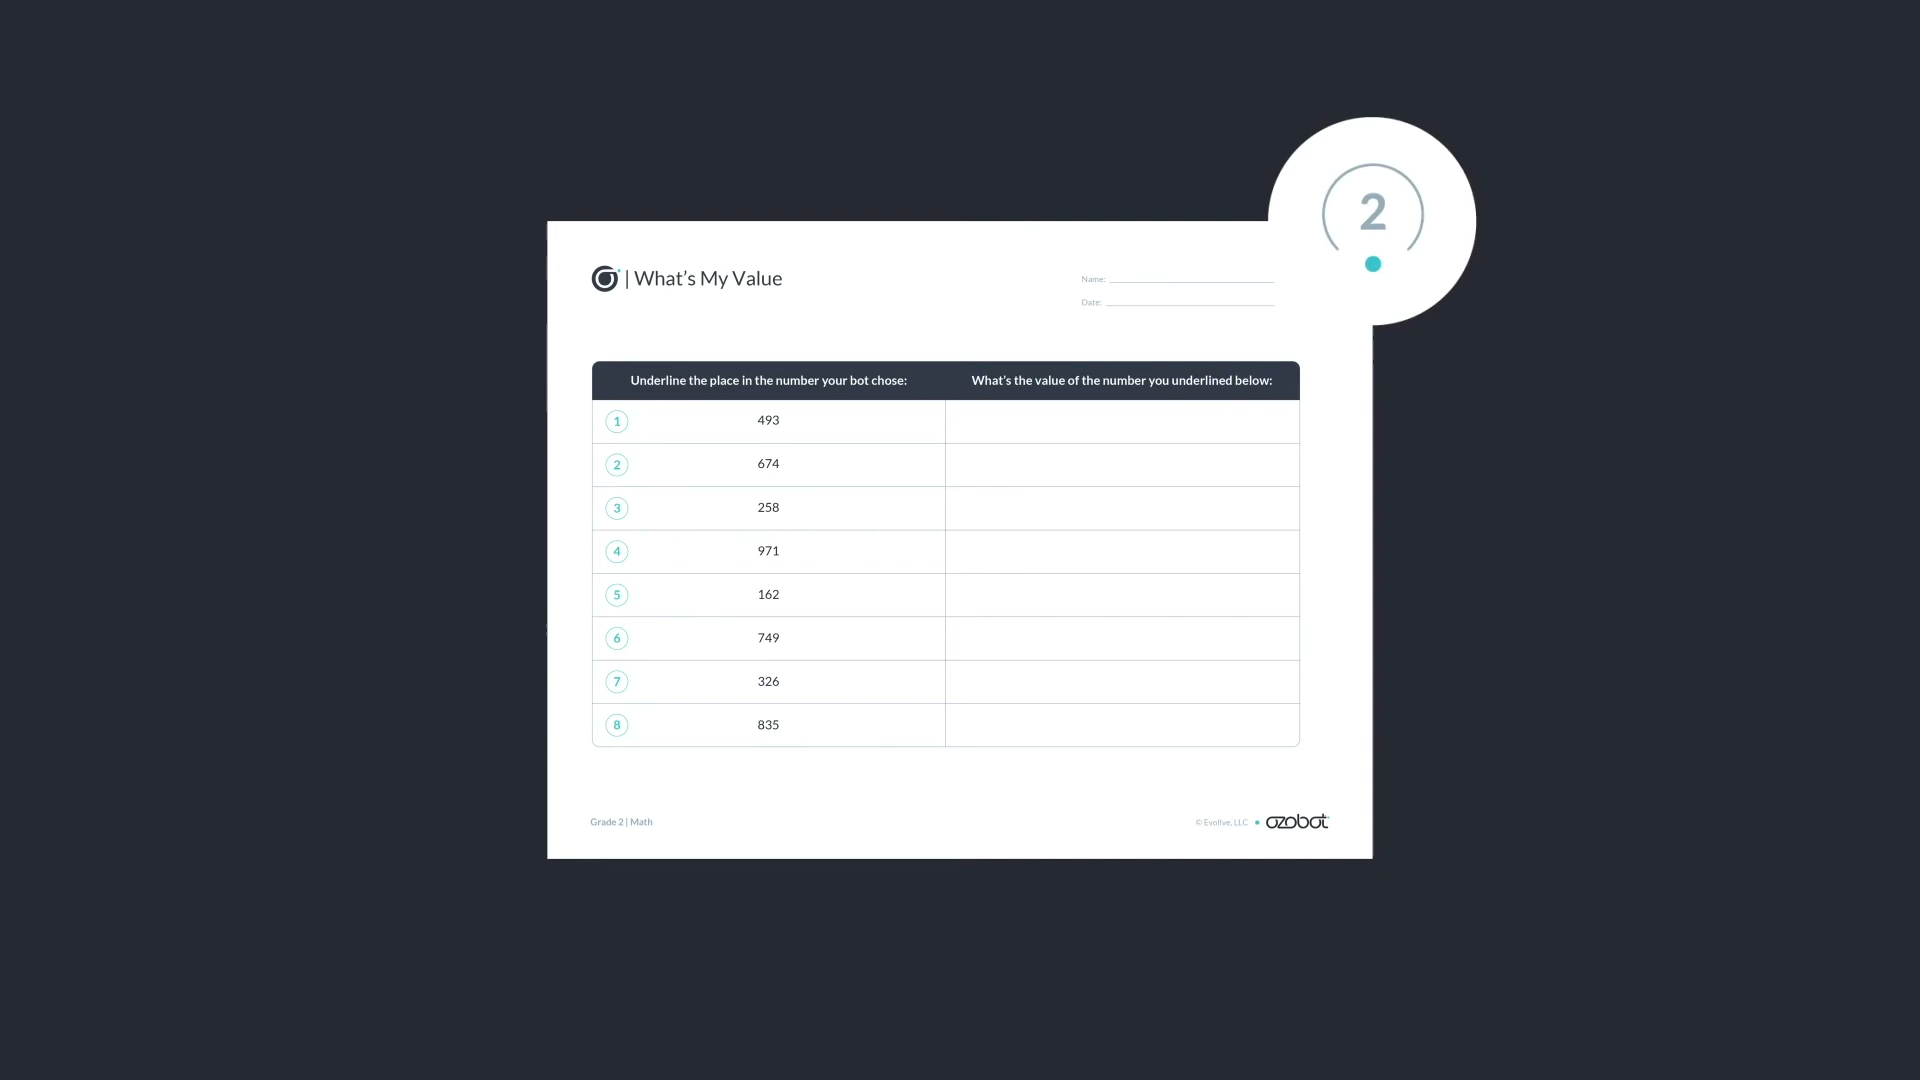 2
| What's My Value
Name:
Date:
Underline the place in the number your bot chose: What's the value of the number you underlined below:
1 493
2 674
3 258
4 971
5 162
6 749
7 326
8 835
Grade 2 | Math © Evollve, LLC • ozobot